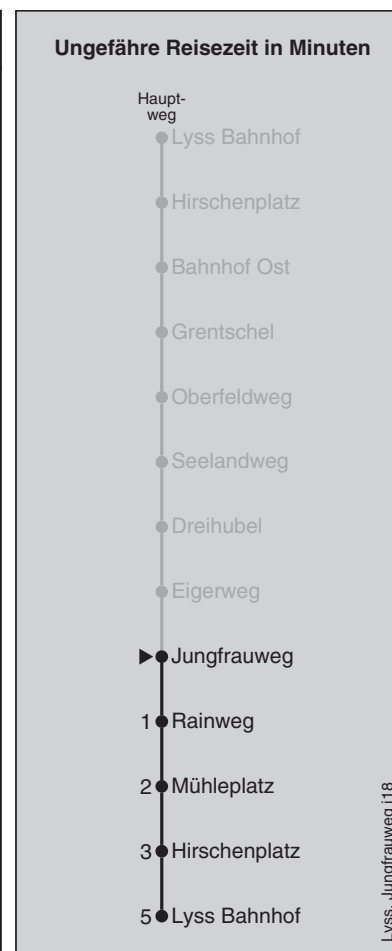 Ungefähre Reisezeit in Minuten
Haupt-
weg
Lyss Bahnhof
Hirschenplatz
Bahnhof Ost
Grentschel
Oberfeldweg
Seelandweg
Dreihubel
Eigerweg
Jungfrauweg
1 Rainweg
2 Mühleplatz
3 Hirschenplatz
5 Lyss Bahnhof
Lyss, Jungfrauweg j18